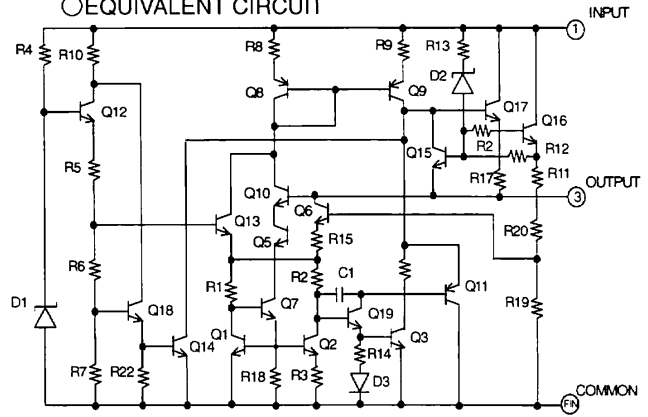 ○EQUIVALENT CIRCUIT
INPUT
R4
R10
R8
R9
R13
1
D2
Q8
Q9
Q12
Q17
Q16
R2
R12
R5
Q15
R11
R17
OUTPUT
3
Q10
Q6
Q13
R20
Q5
R15
R6
R2
C1
R1
Q11
R19
D1
Q7
Q18
Q19
Q1
Q2
Q3
Q14
R14
R7
R22
R18
R3
D3
COMMON
FIN